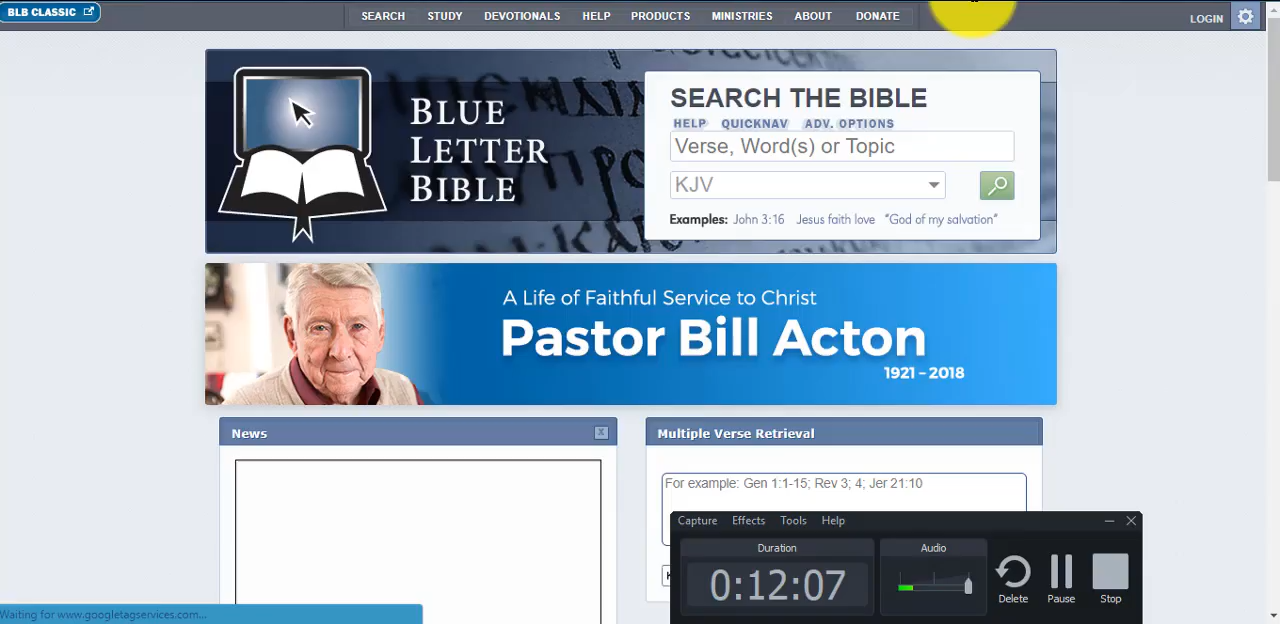 BLB CLASSIC
SEARCH STUDY DEVOTIONALS HELP PRODUCTS MINISTRIES ABOUT DONATE
LOGIN
BLUE
LETTER
BIBLE
SEARCH THE BIBLE
HELP QUICKNAV ADV. OPTIONS
Verse, Word(s) or Topic
KJV
Examples: John 3:16 Jesus faith love "God of my salvation"
A Life of Faithful Service to Christ
Pastor Bill Acton
1921 – 2018
News
X
Multiple Verse Retrieval
For example: Gen 1:1-15; Rev 3; 4; Jer 21:10
Capture Effects Tools Help
Duration
Audio
0:12:07
Delete Pause Stop
Waiting for www.googletagservices.com...